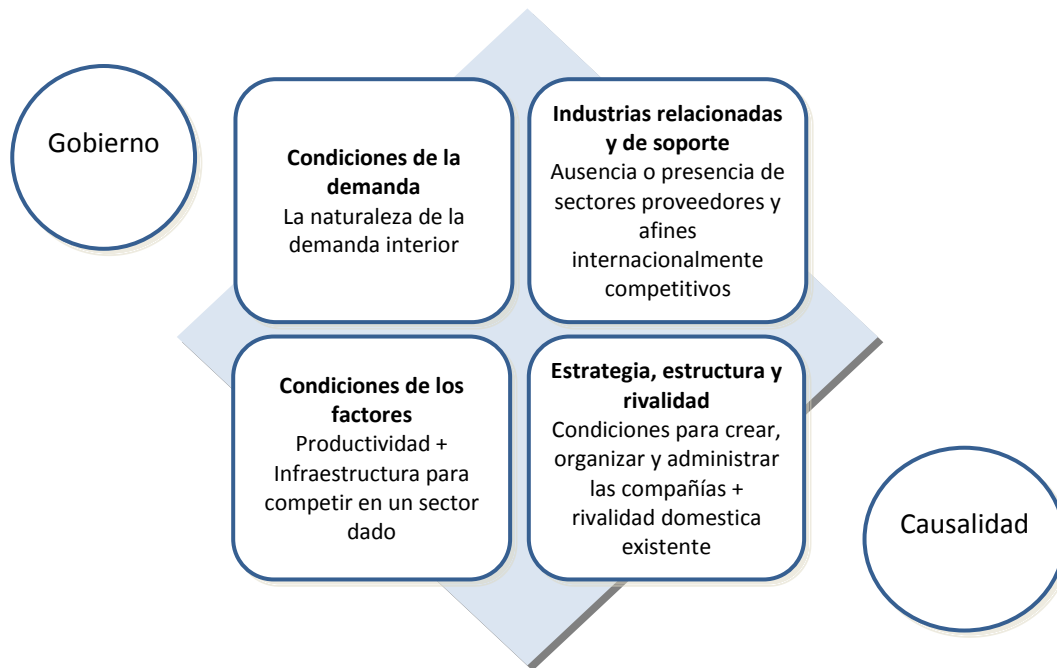 Gobierno
Condiciones de la
demanda
La naturaleza de la
demanda interior
Industrias relacionadas
y de soporte
Ausencia o presencia de
sectores proveedores y
afines
internacionalmente
competitivos
Condiciones de los
factores
Productividad +
Infraestructura para
competir en un sector
dado
Estrategia, estructura y
rivalidad
Condiciones para crear,
organizar y administrar
las compañías +
rivalidad domestica
existente
Causalidad